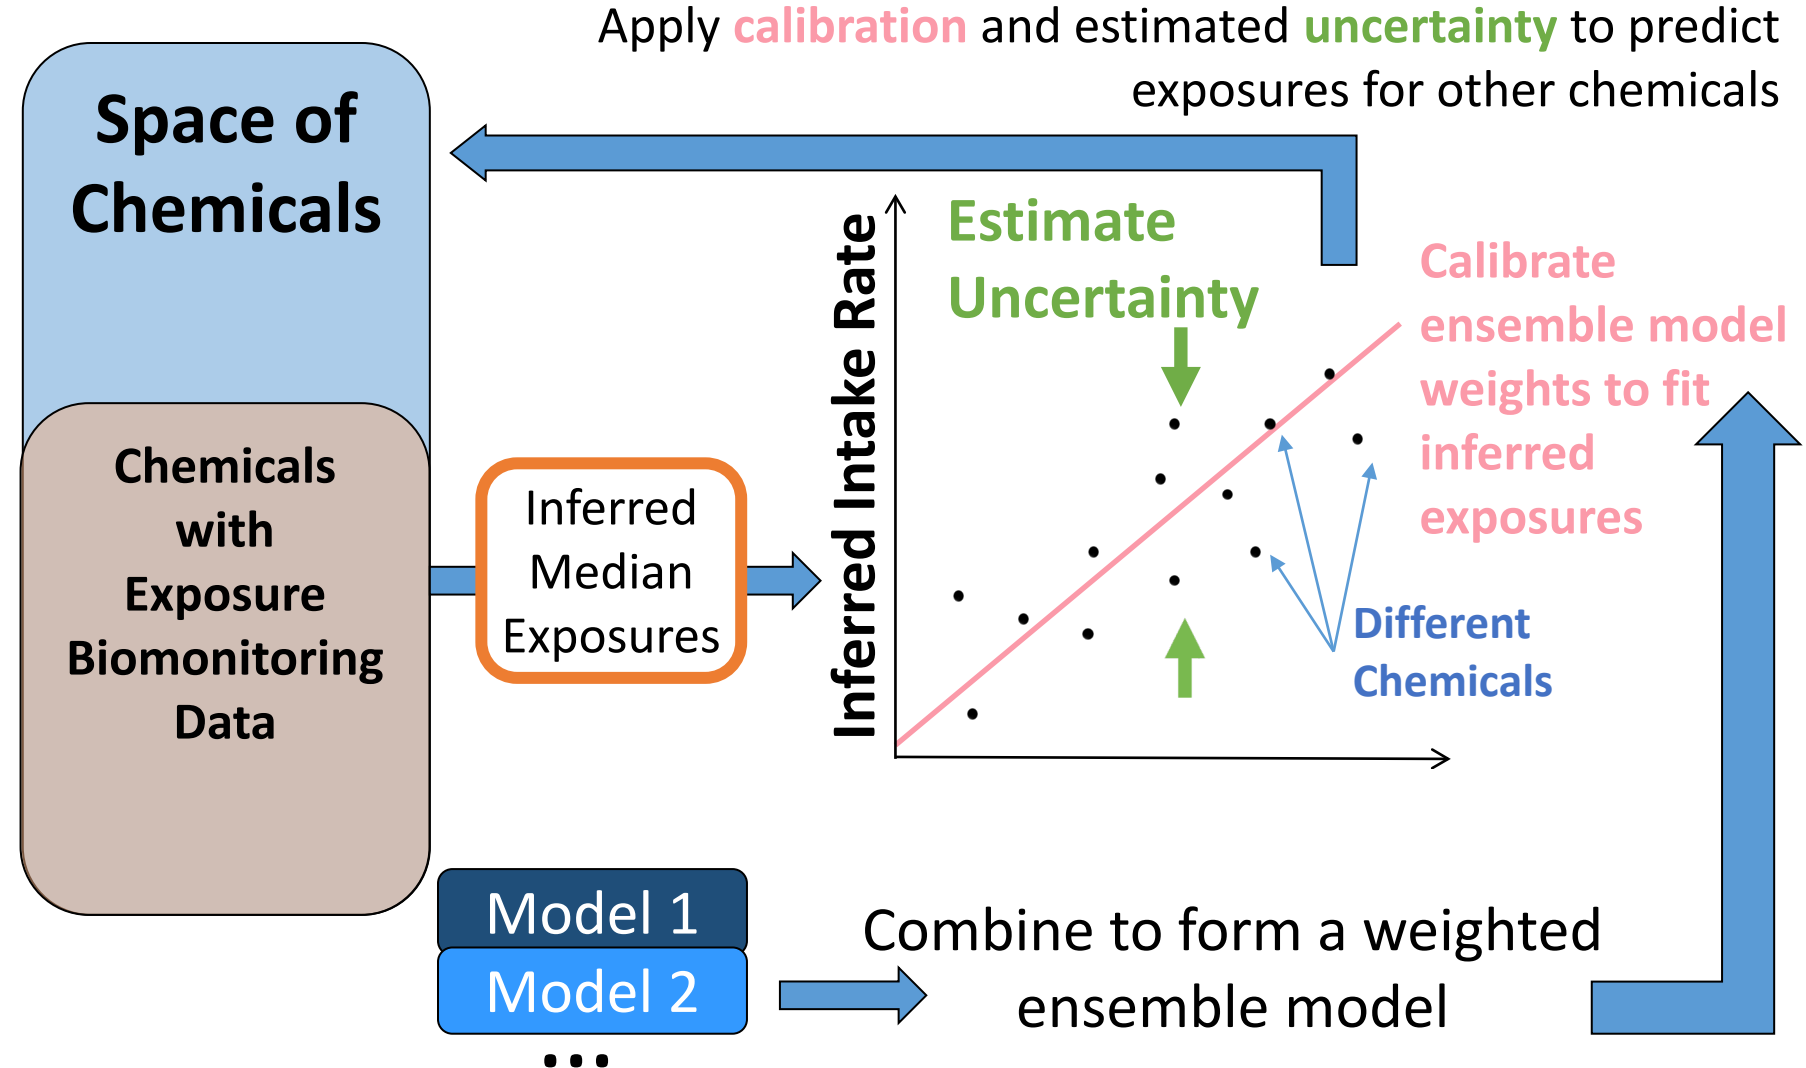 Apply calibration and estimated uncertainty to predict
exposures for other chemicals
Space of
Chemicals
Chemicals
with
Exposure
Biomonitoring
Data
Inferred
Median
Exposures
Inferred Intake Rate
Estimate
Uncertainty
Calibrate
ensemble model
weights to fit
inferred
exposures
Different
Chemicals
Model 1
Model 2
...
Combine to form a weighted
ensemble model